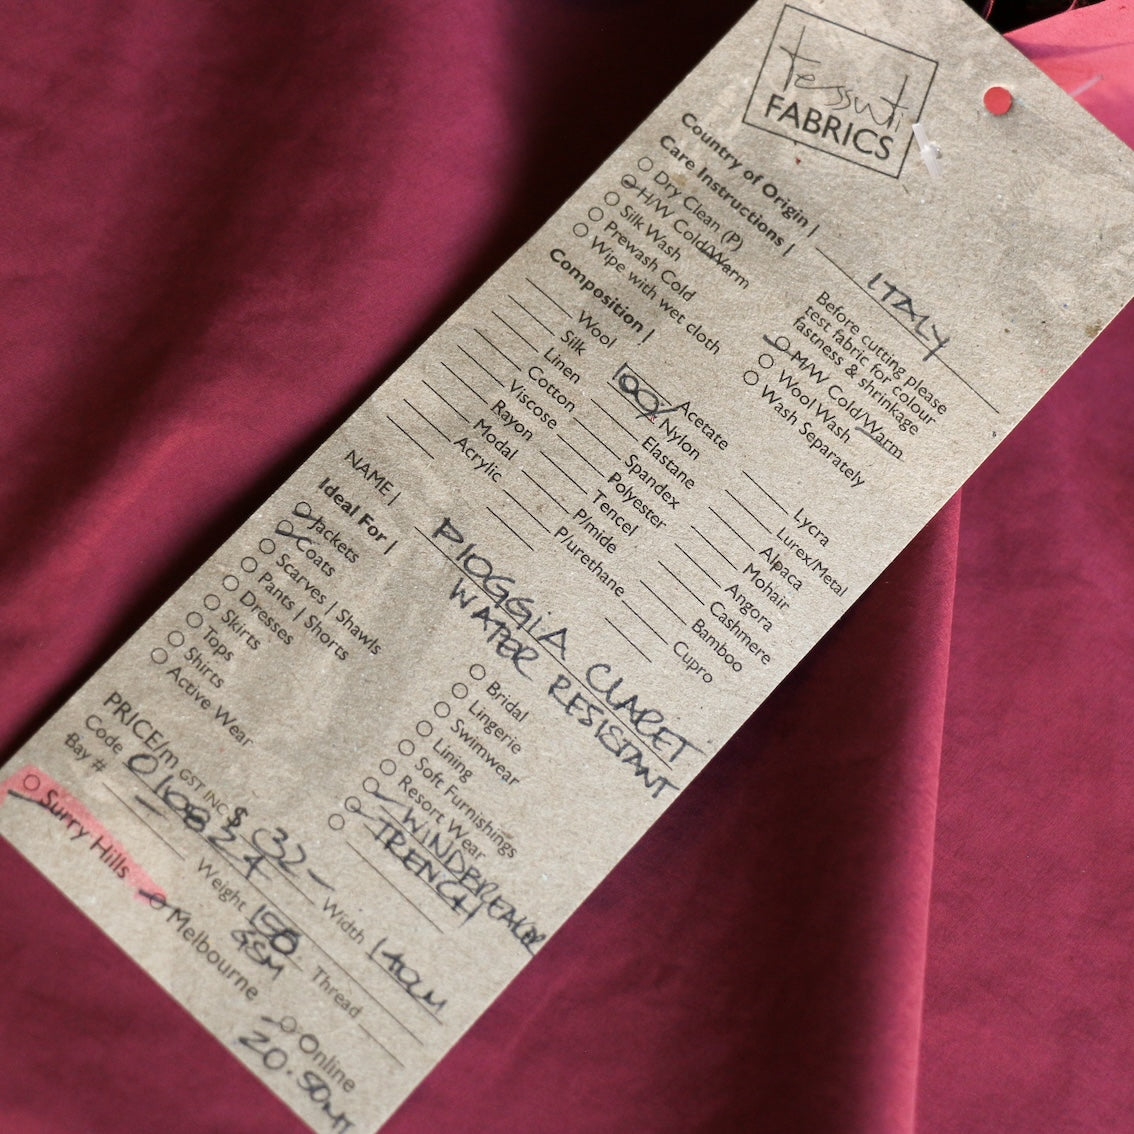 tessuti
FABRICS
Country of Origin | ITALY
Care Instructions |
Dry Clean (P)
H/W Cold/Warm
Silk Wash
Prewash Cold
Wipe with wet cloth
Before cutting please
test fabric for colour
fastness & shrinkage
M/W Cold/Warm
Wool Wash
Wash Separately
Composition |
Wool
Silk
Linen
Cotton
Viscose
Rayon
Modal
Acrylic
100% Acetate
Nylon
Elastane
Spandex
Polyester
Tencel
P/mide
P/urethane
Lycra
Lurex/Metal
Alpaca
Mohair
Angora
Cashmere
Bamboo
Cupro
NAME | PIOGGIA CLARET
WATER RESISTANT
Ideal For |
Jackets
Coats
Scarves | Shawls
Pants | Shorts
Dresses
Skirts
Tops
Shirts
Active Wear
Bridal
Lingerie
Swimwear
Lining
Soft Furnishings
Resort Wear
WINDBREAKER
TRENCH
PRICE/m GST INC $ 32-
Width 140cm
Code
Weight 150
GSM
Thread
Bay #
Surry Hills
Melbourne
Online
20.50mt